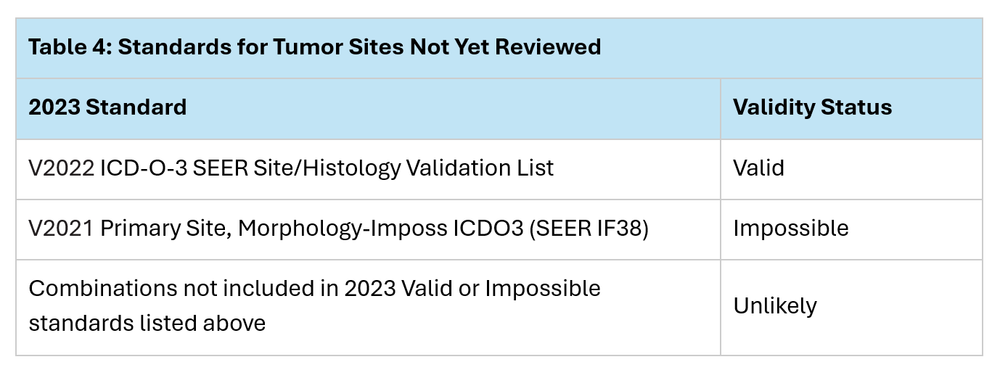 Table 4: Standards for Tumor Sites Not Yet Reviewed
2023 Standard
Validity Status
V2022 ICD-O-3 SEER Site/Histology Validation List
Valid
V2021 Primary Site, Morphology-Imposs ICDO3 (SEER IF38)
Impossible
Combinations not included in 2023 Valid or Impossible
standards listed above
Unlikely